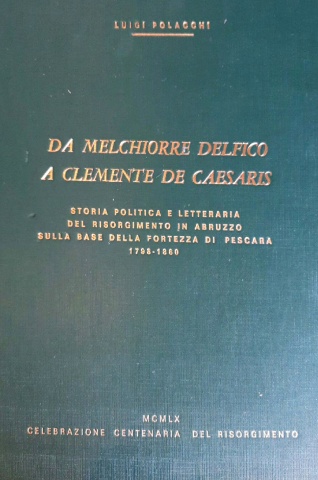 LUIGI POLACCHI
DA MELCHIORRE DELFICO
A CLEMENTE DE CAESARIS
STORIA POLITICA E LETTERARIA
DEL RISORGIMENTO IN ABRUZZO
SULLA BASE DELLA FORTEZZA DI PESCARA
1798-1860
MCMLX
CELEBRAZIONE CENTENARIA DEL RISORGIMENTO